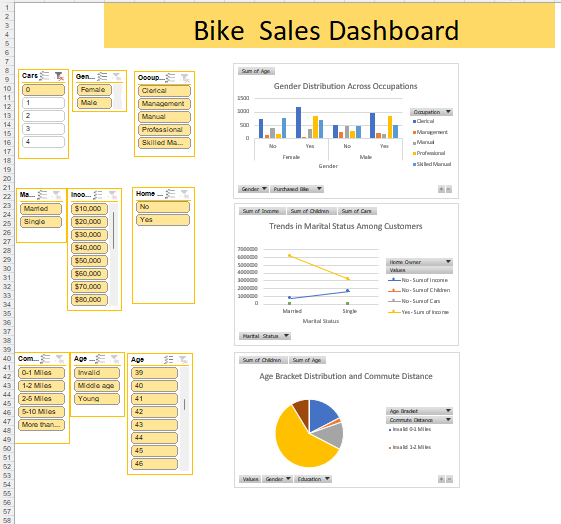 Bike Sales Dashboard
Cars
0
1
2
3
4
Gen...
Female
Male
Occup...
Clerical
Management
Manual
Professional
Skilled Ma...
Ma...
Married
Single
Inco...
$10,000
$20,000
$30,000
$40,000
$50,000
$60,000
$70,000
$80,000
Home ...
No
Yes
Com...
0-1 Miles
1-2 Miles
2-5 Miles
5-10 Miles
More than...
Age ...
Invalid
Middle age
Young
Age
39
40
41
42
43
44
45
46
Sum of Age
Gender Distribution Across Occupations
1500
1000
500
0
No Yes No Yes
Female Male
Gender
Occupation
Clerical
Management
Manual
Professional
Skilled Manual
Gender Purchased Bike
Sum of Income Sum of Children Sum of Cars
Trends in Marital Status Among Customers
7000000
6000000
5000000
4000000
3000000
2000000
1000000
0
Married Single
Marital Status
Home Owner
Values
No - Sum of Income
No - Sum of Children
No - Sum of Cars
Yes - Sum of Income
Marital Status
Sum of Children Sum of Age
Age Bracket Distribution and Commute Distance
Age Bracket
Commute Distance
Invalid 0-1 Miles
Invalid 1-2 Miles
Values Gender Education